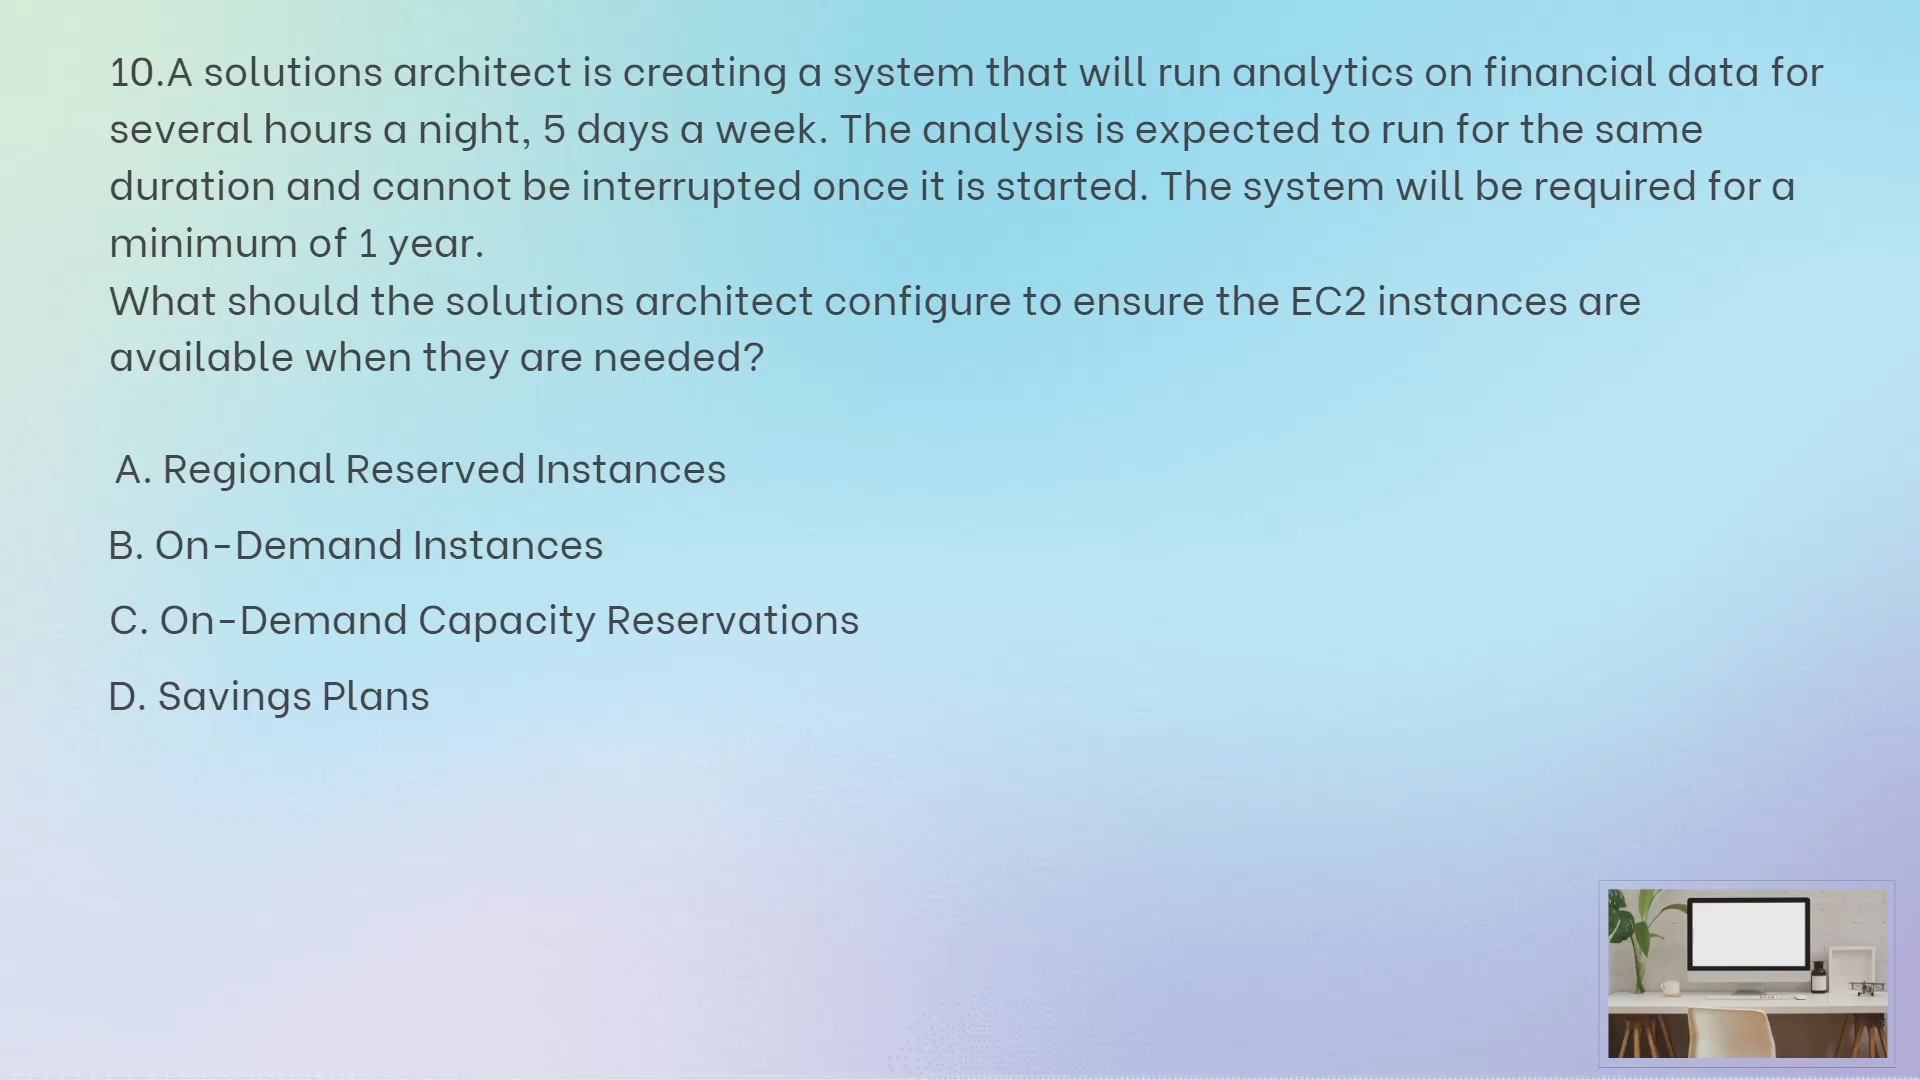 10.A solutions architect is creating a system that will run analytics on financial data for
several hours a night, 5 days a week. The analysis is expected to run for the same
duration and cannot be interrupted once it is started. The system will be required for a
minimum of 1 year.
What should the solutions architect configure to ensure the EC2 instances are
available when they are needed?
A. Regional Reserved Instances
B. On-Demand Instances
C. On-Demand Capacity Reservations
D. Savings Plans